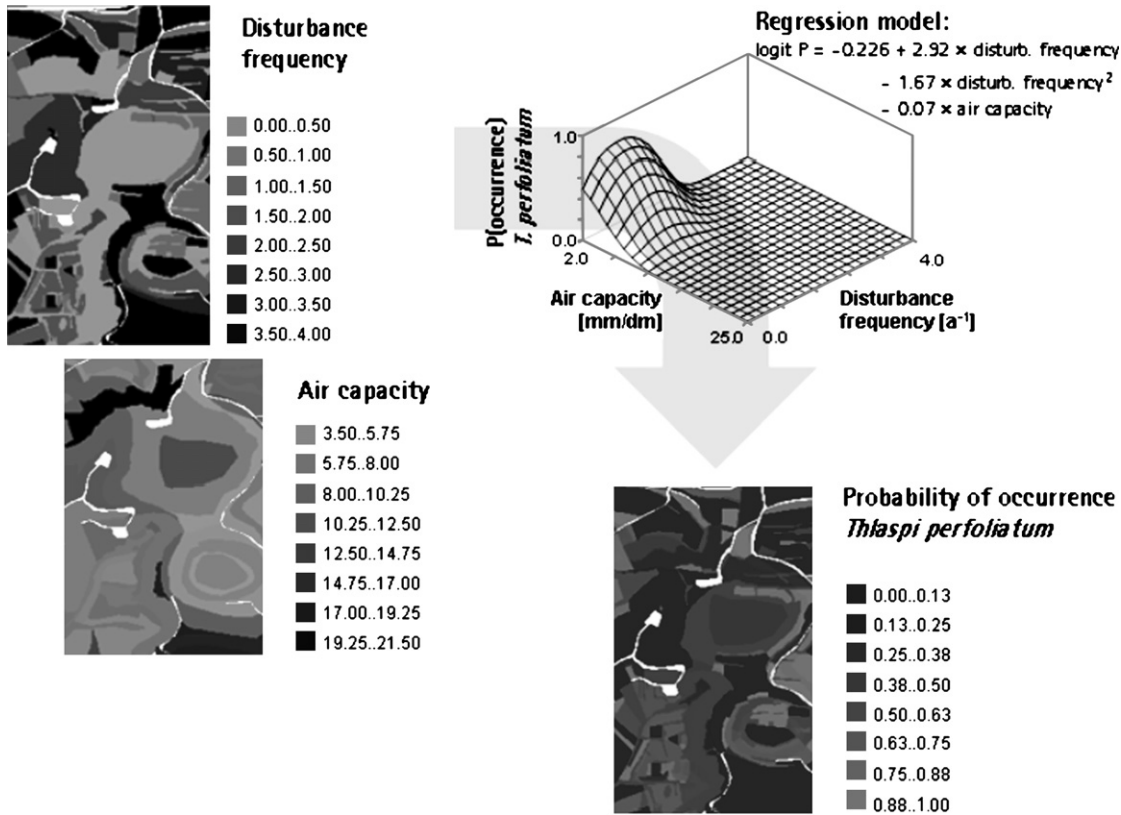 Disturbance
frequency
0.00..0.50
0.50..1.00
1.00..1.50
1.50..2.00
2.00..2.50
2.50..3.00
3.00..3.50
3.50..4.00
Air capacity
3.50..5.75
5.75..8.00
8.00..10.25
10.25..12.50
12.50..14.75
14.75..17.00
17.00..19.25
19.25..21.50
Regression model:
logit P = −0.226 + 2.92 × disturb. frequency
- 1.67 × disturb. frequency²
- 0.07 × air capacity
P(occurrence)
T. perfoliatum
1.0
0.0
2.0
Air capacity
[mm/dm]
25.0
0.0
Disturbance
frequency [a⁻¹]
4.0
Probability of occurrence
Thlaspi perfoliatum
0.00..0.13
0.13..0.25
0.25..0.38
0.38..0.50
0.50..0.63
0.63..0.75
0.75..0.88
0.88..1.00